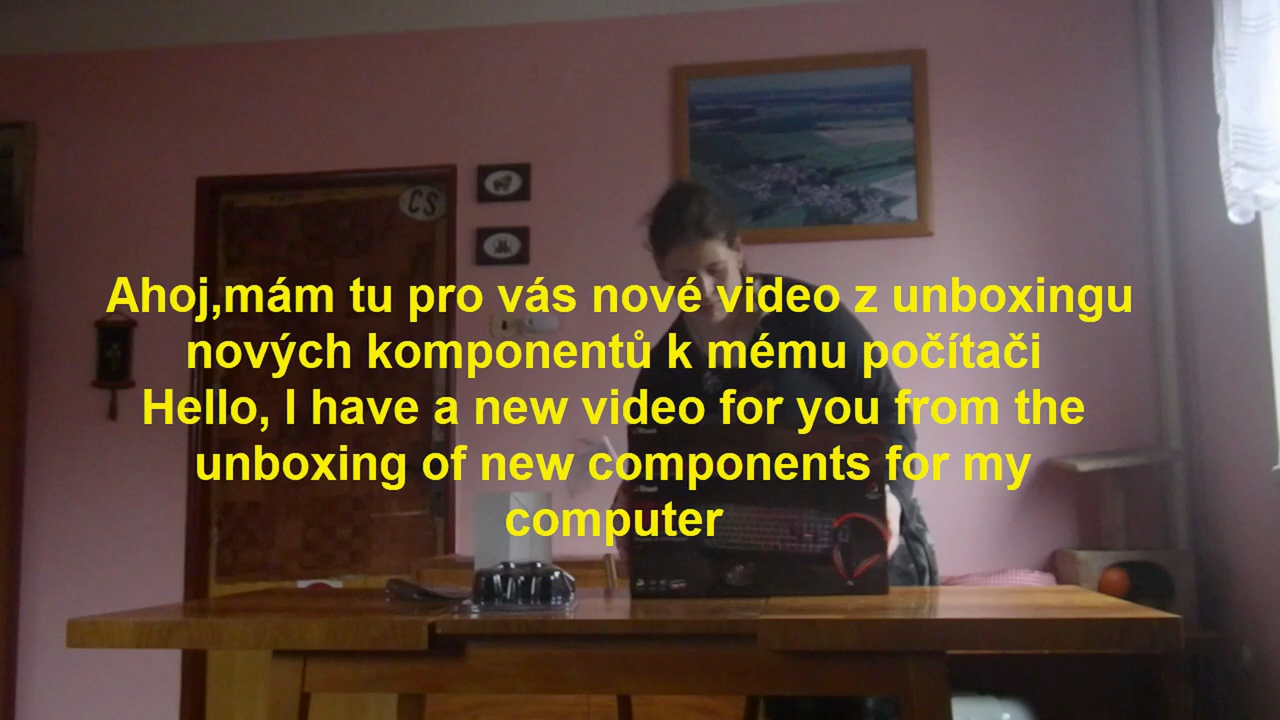 CS
Ahoj,mám tu pro vás nové video z unboxingu
nových komponentů k mému počítači
Hello, I have a new video for you from the
unboxing of new components for my
computer